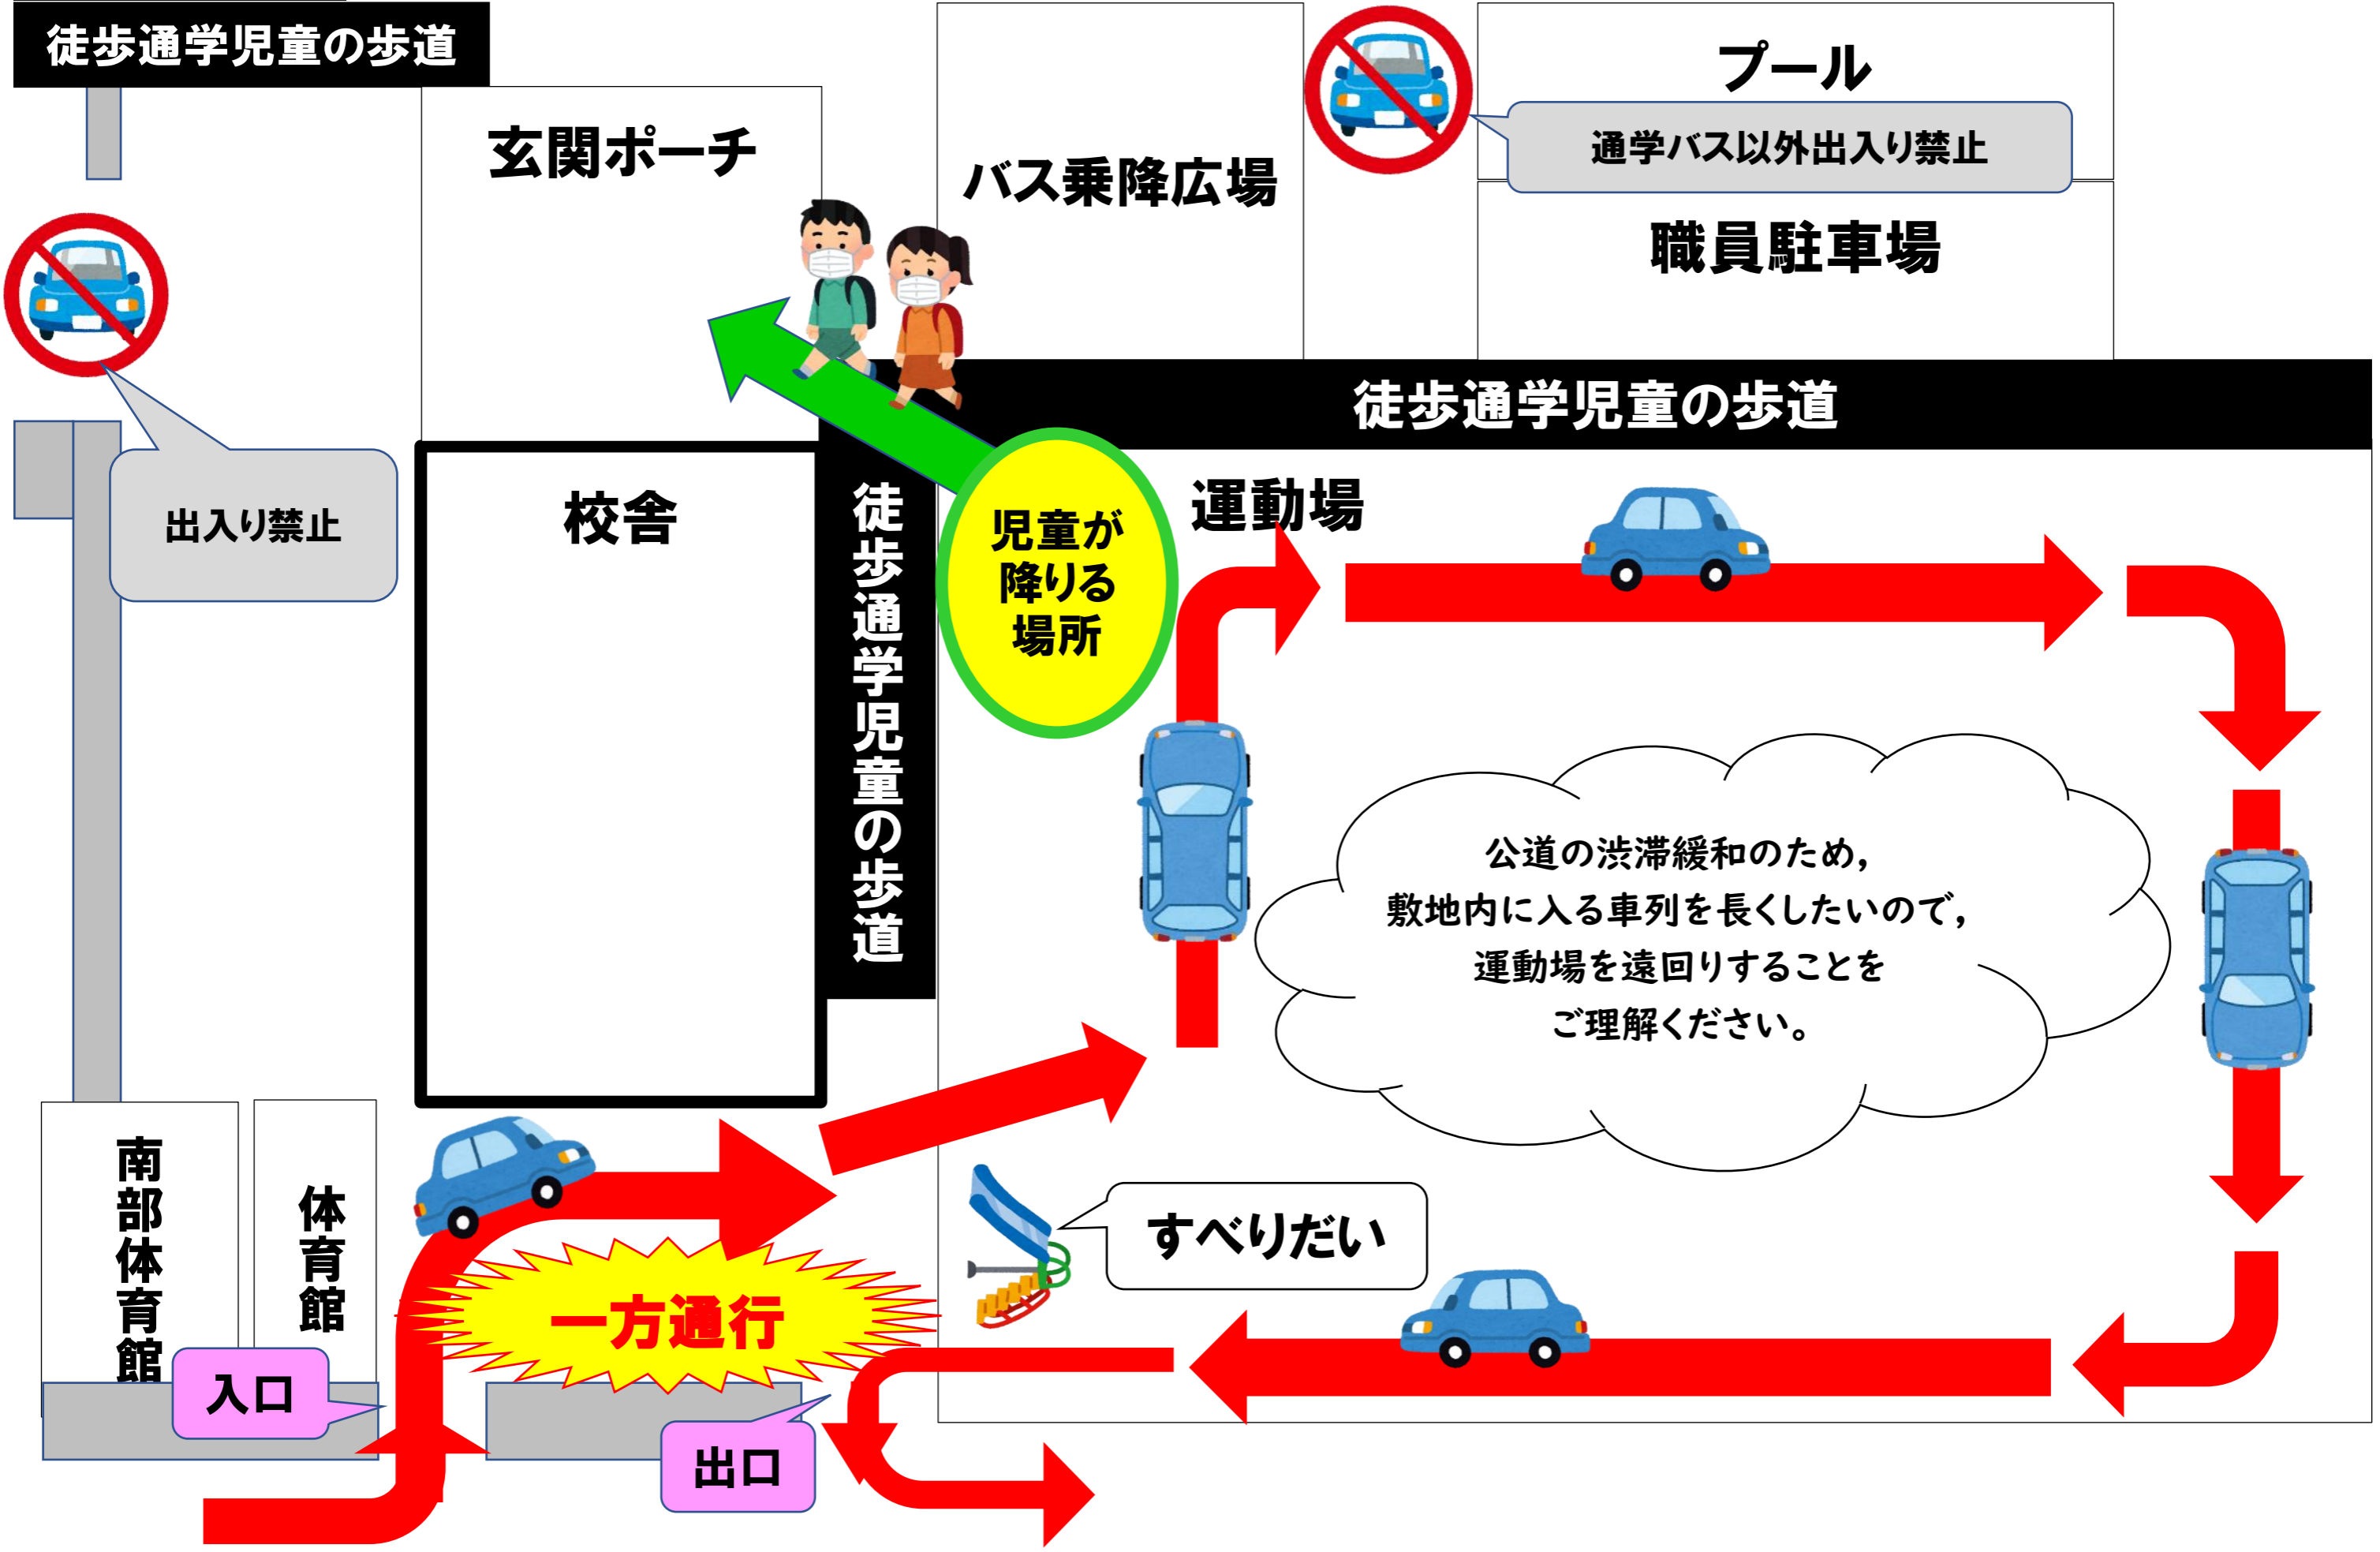 徒歩通学児童の歩道
プール
通学バス以外出入り禁止
玄関ポーチ
バス乗降広場
職員駐車場
徒歩通学児童の歩道
出入り禁止
校舎
徒歩通学児童の歩道
児童が
降りる
場所
運動場
公道の渋滞緩和のため,
敷地内に入る車列を長くしたいので,
運動場を遠回りすることを
ご理解ください。
南部体育館
体育館
すべりだい
一方通行
入口
出口